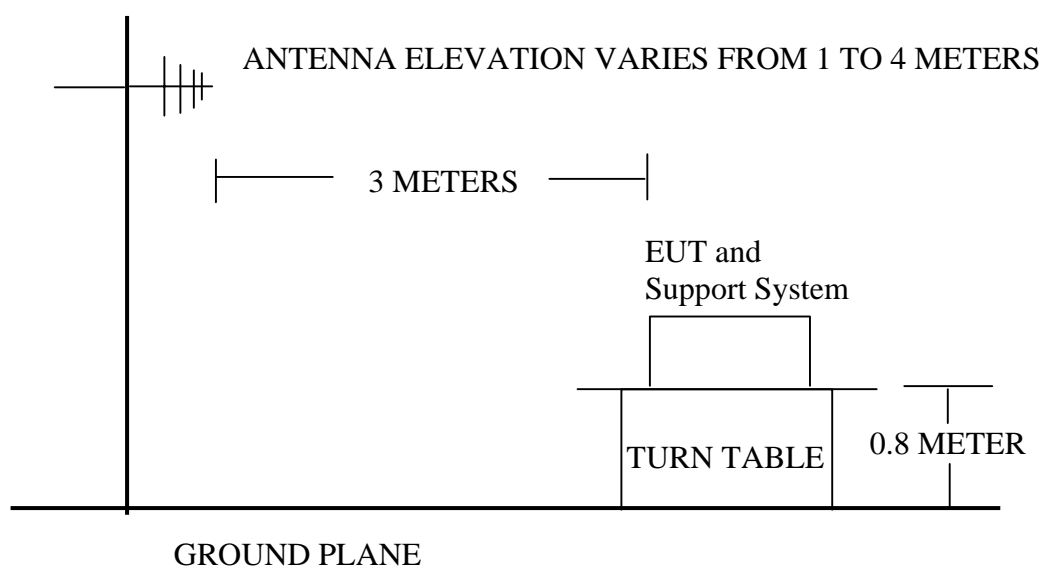 ANTENNA ELEVATION VARIES FROM 1 TO 4 METERS
3 METERS
EUT and
Support System
TURN TABLE
0.8 METER
GROUND PLANE